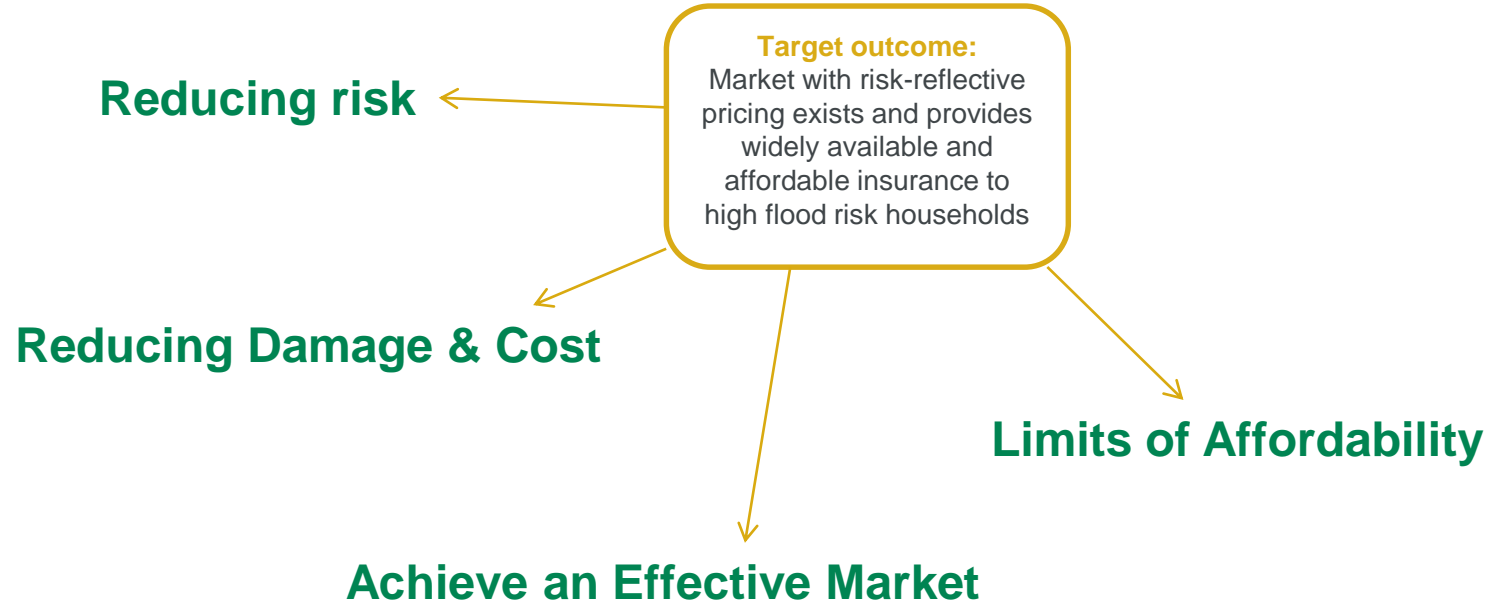 Target outcome:
Market with risk-reflective
pricing exists and provides
widely available and
affordable insurance to
high flood risk households
Reducing risk
Reducing Damage & Cost
Limits of Affordability
Achieve an Effective Market